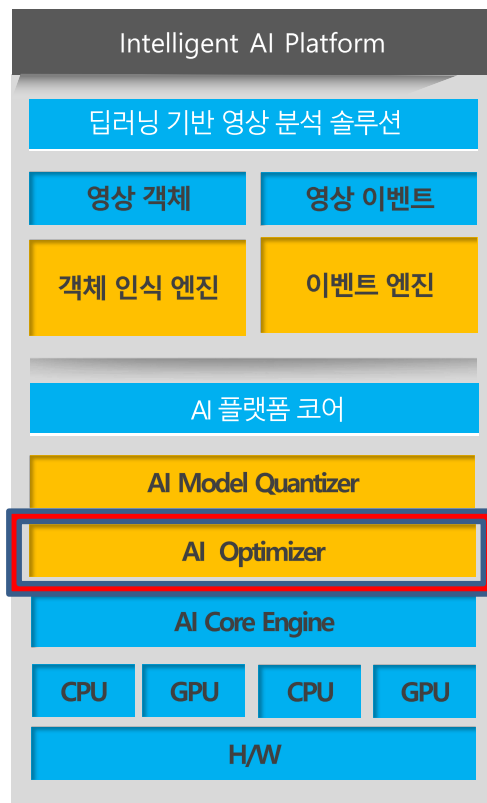 Intelligent AI Platform
딥러닝 기반 영상 분석 솔루션
영상 객체
영상 이벤트
객체 인식 엔진
이벤트 엔진
AI 플랫폼 코어
AI Model Quantizer
AI Optimizer
AI Core Engine
CPU GPU CPU GPU
H/W